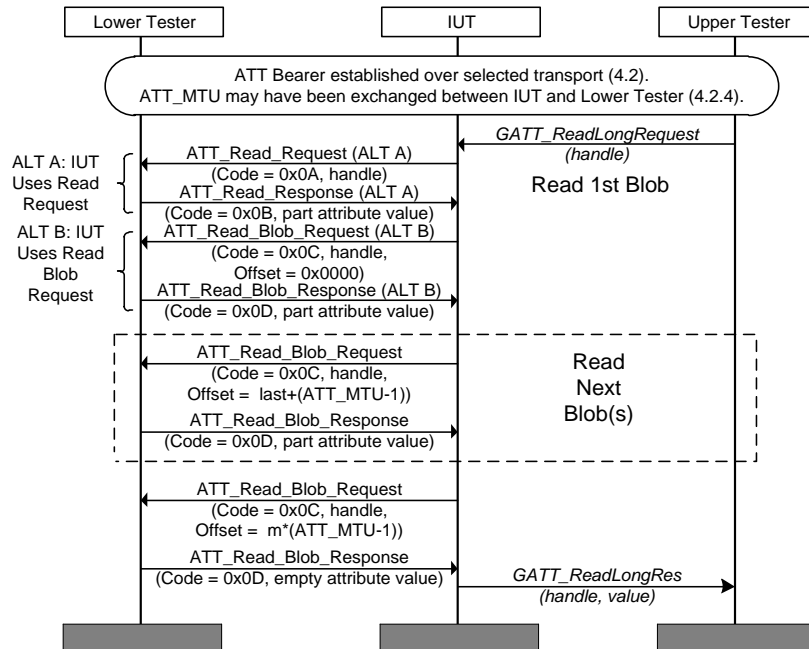 Lower Tester
IUT
Upper Tester
ATT Bearer established over selected transport (4.2).
ATT_MTU may have been exchanged between IUT and Lower Tester (4.2.4).
GATT_ReadLongRequest
(handle)
ALT A: IUT
Uses Read
Request
ATT_Read_Request (ALT A)
(Code = 0x0A, handle)
ATT_Read_Response (ALT A)
(Code = 0x0B, part attribute value)
Read 1st Blob
ALT B: IUT
Uses Read
Blob
Request
ATT_Read_Blob_Request (ALT B)
(Code = 0x0C, handle,
Offset = 0x0000)
ATT_Read_Blob_Response (ALT B)
(Code = 0x0D, part attribute value)
ATT_Read_Blob_Request
(Code = 0x0C, handle,
Offset = last+(ATT_MTU-1))
ATT_Read_Blob_Response
(Code = 0x0D, part attribute value)
Read
Next
Blob(s)
ATT_Read_Blob_Request
(Code = 0x0C, handle,
Offset = m*(ATT_MTU-1))
ATT_Read_Blob_Response
(Code = 0x0D, empty attribute value)
GATT_ReadLongRes
(handle, value)